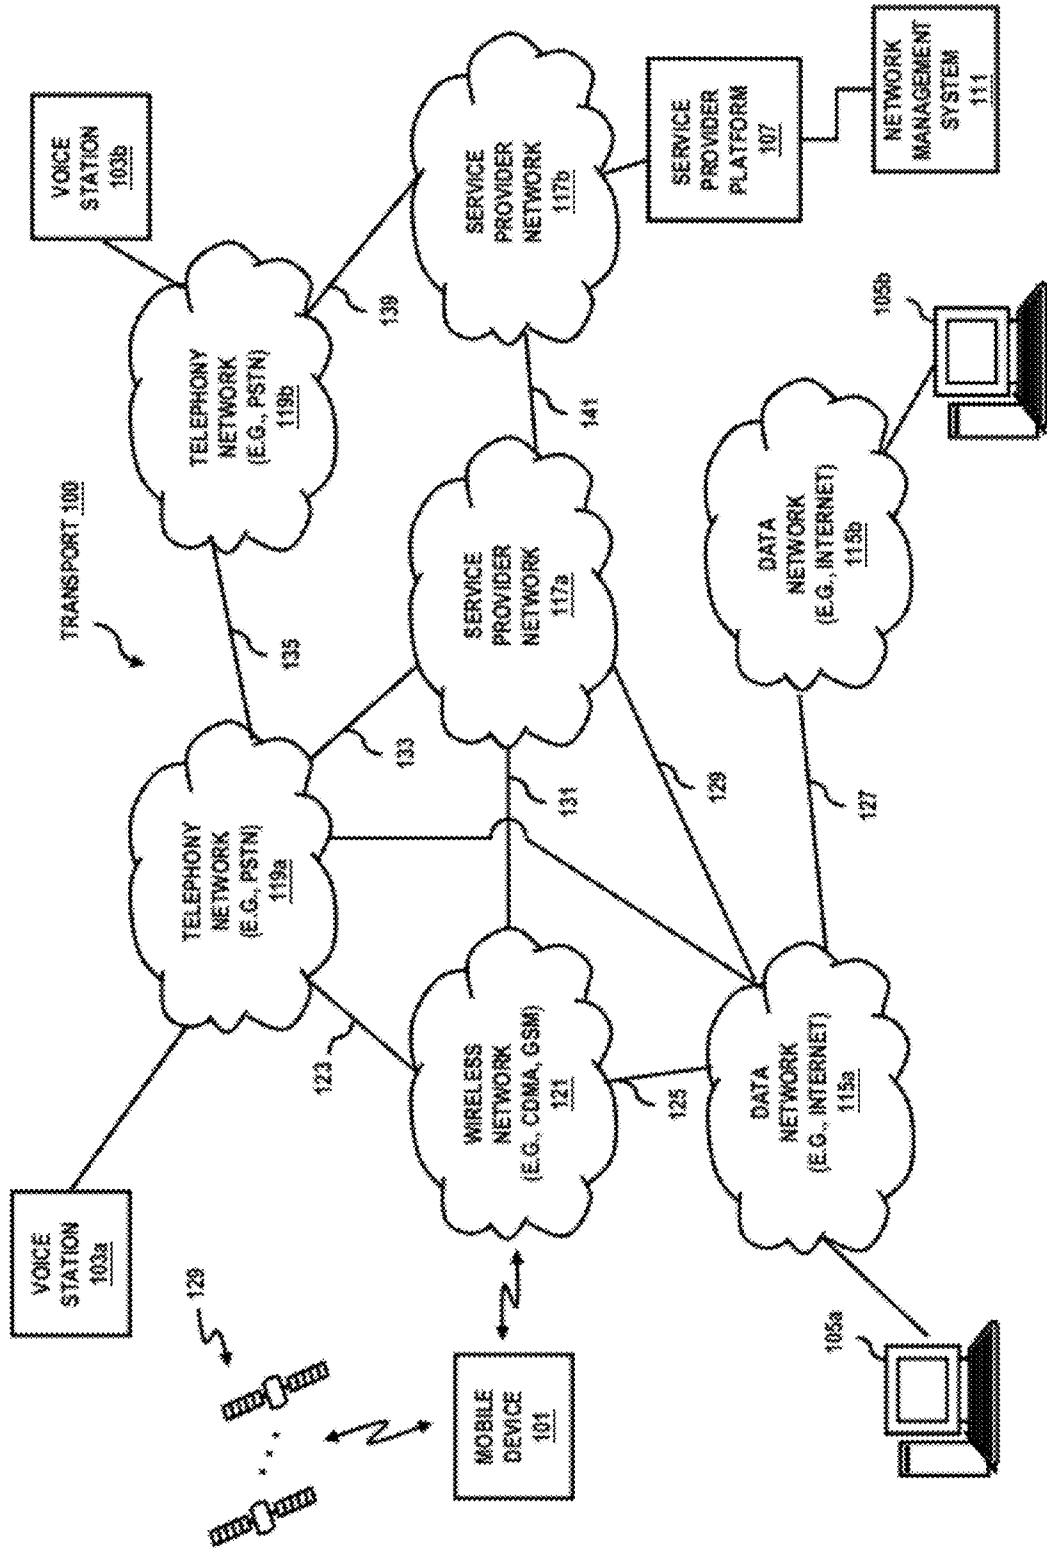 TRANSPORT 100
VOICE
STATION
103a
VOICE
STATION
103b
129
TELEPHONY
NETWORK
(E.G., PSTN)
119a
135
TELEPHONY
NETWORK
(E.G., PSTN)
119b
123
133
139
MOBILE
DEVICE
101
WIRELESS
NETWORK
(E.G., CDMA, GSM)
121
131
SERVICE
PROVIDER
NETWORK
117a
141
SERVICE
PROVIDER
NETWORK
117b
125
129
SERVICE
PROVIDER
PLATFORM
107
105a
DATA
NETWORK
(E.G., INTERNET)
115a
127
DATA
NETWORK
(E.G., INTERNET)
115b
105b
NETWORK
MANAGEMENT
SYSTEM
111